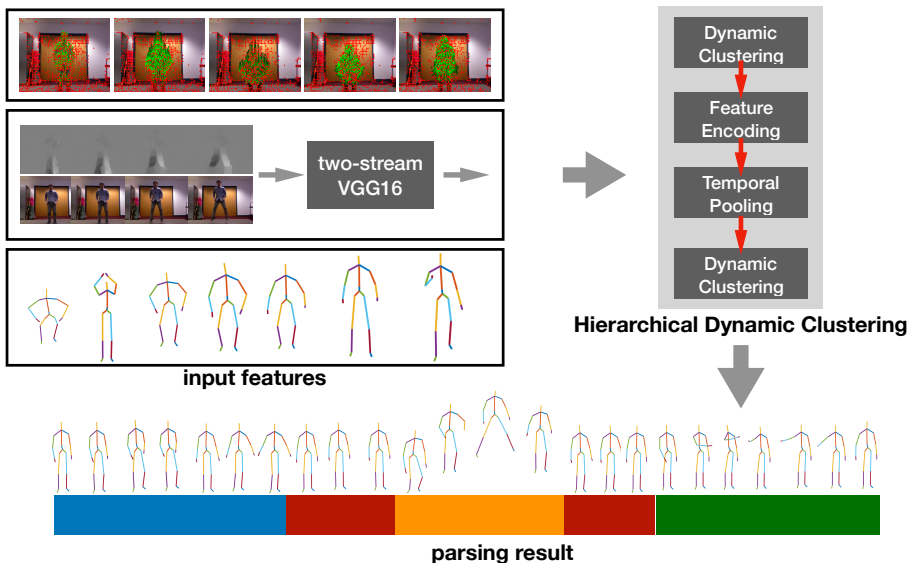 two-stream
VGG16
input features
Dynamic
Clustering
Feature
Encoding
Temporal
Pooling
Dynamic
Clustering
Hierarchical Dynamic Clustering
parsing result